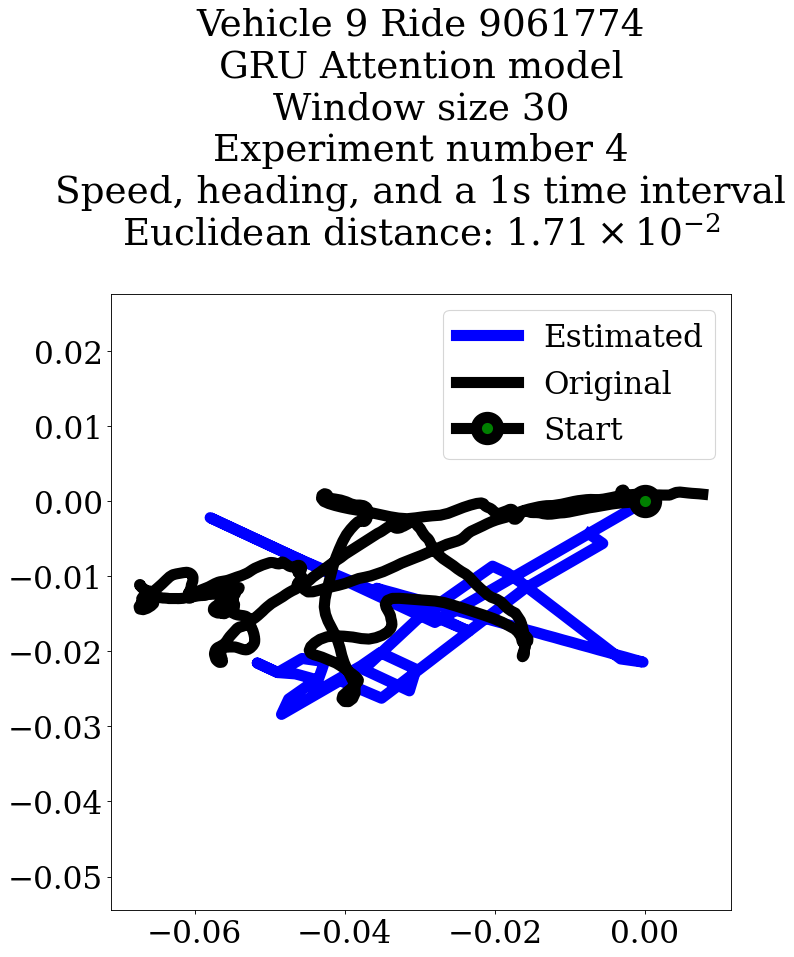 Vehicle 9 Ride 9061774
GRU Attention model
Window size 30
Experiment number 4
Speed, heading, and a 1s time interval
Euclidean distance: 1.71 × 10⁻²
Estimated
Original
Start
0.02
0.01
0.00
−0.01
−0.02
−0.03
−0.04
−0.05
−0.06
−0.04
−0.02
0.00